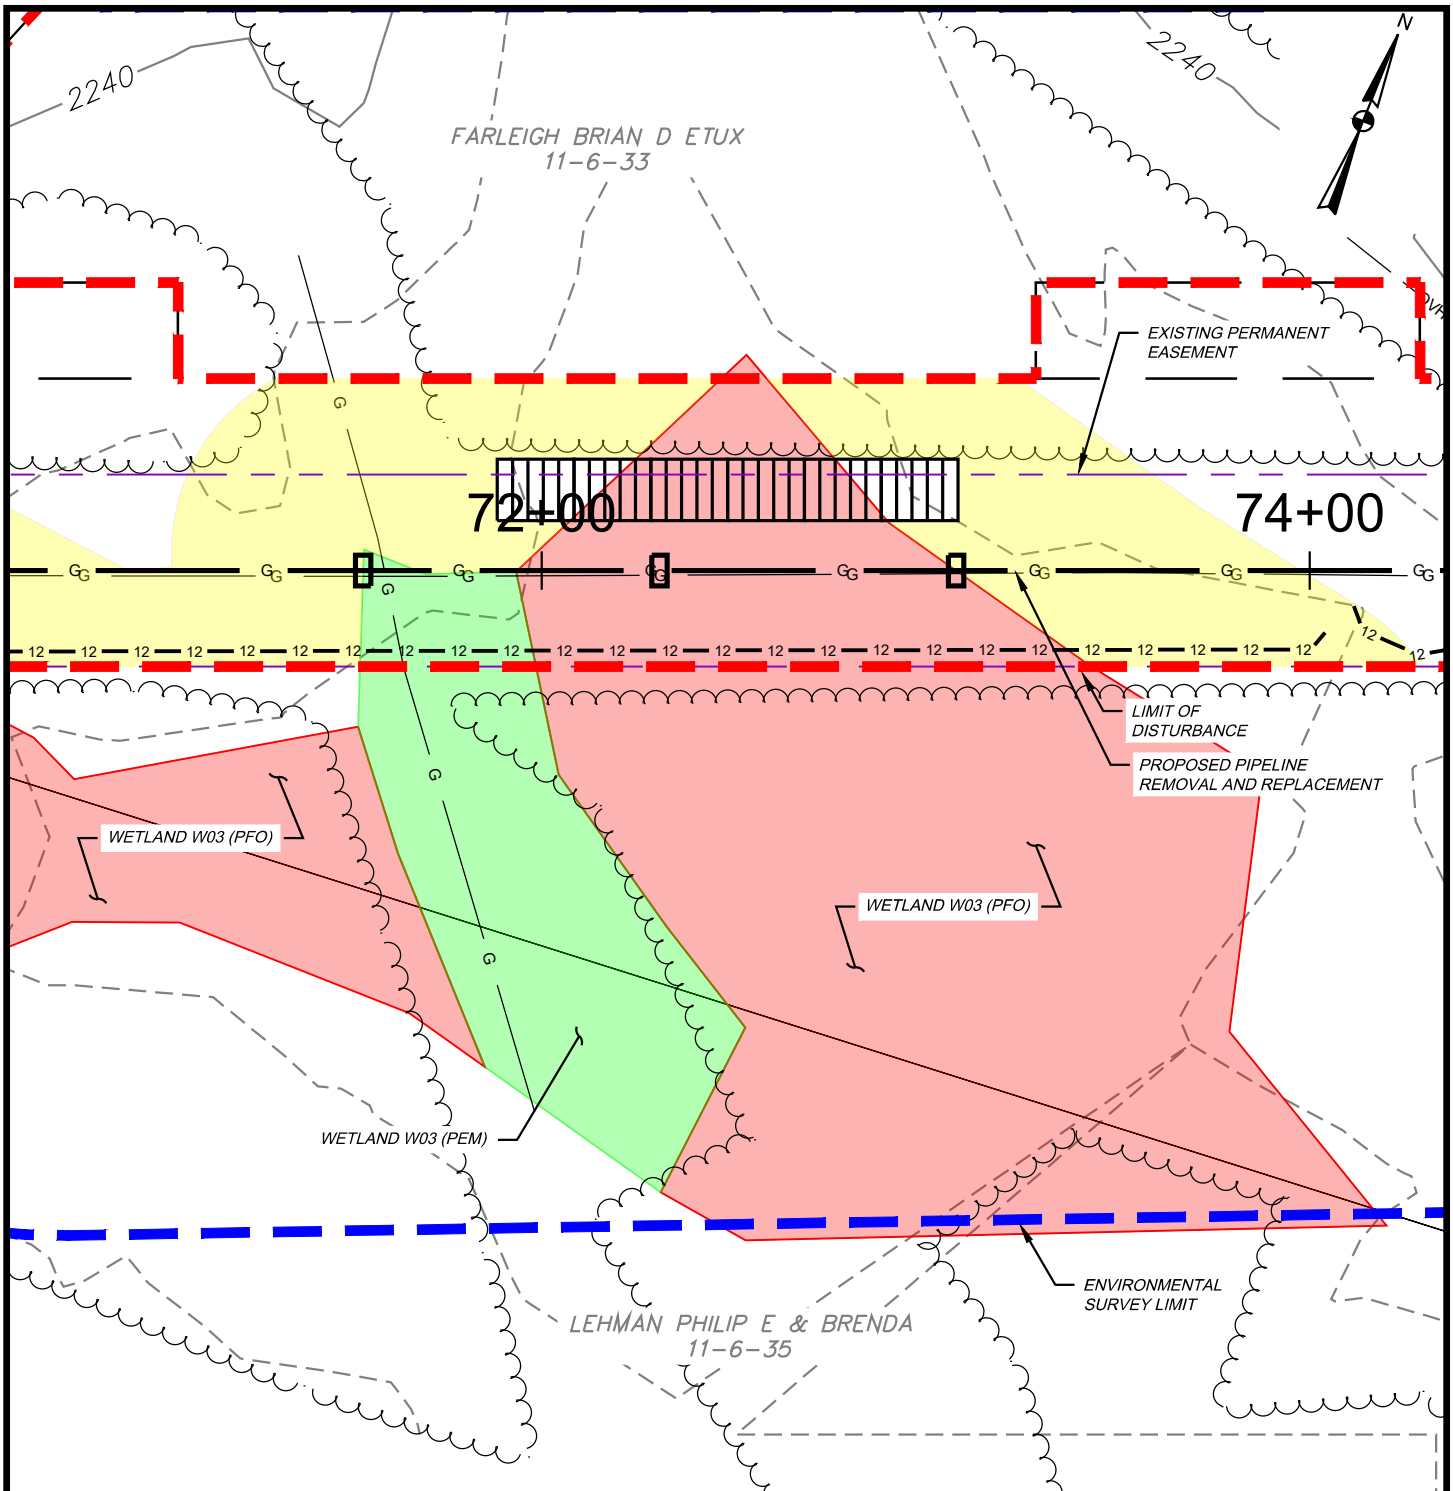 N
2240
2240
FARLEIGH BRIAN D ETUX
11-6-33
EXISTING PERMANENT
EASEMENT
G
72+00
74+00
G G G G G G G G G G G G G G G G
G
12 12 12 12 12 12 12 12 12 12 12 12 12 12 12 12 12 12 12 12 12 12 12 12 12
12
12
LIMIT OF
DISTURBANCE
PROPOSED PIPELINE
REMOVAL AND REPLACEMENT
G
WETLAND W03 (PFO)
WETLAND W03 (PFO)
G
WETLAND W03 (PEM)
ENVIRONMENTAL
SURVEY LIMIT
LEHMAN PHILIP E & BRENDA
11-6-35